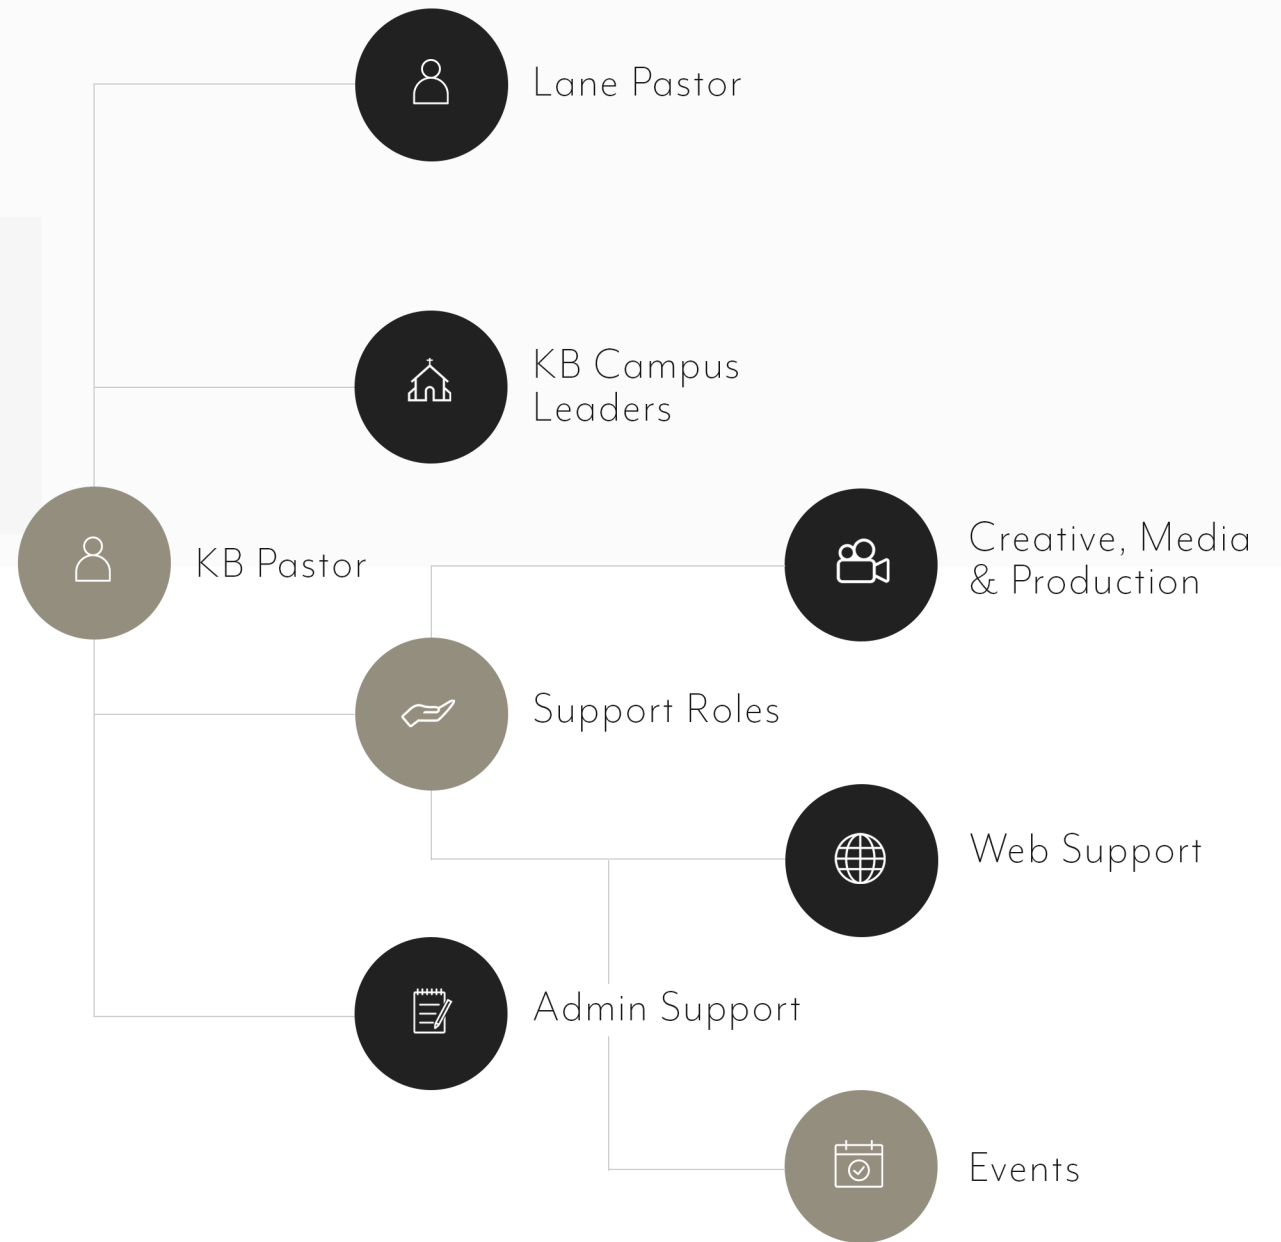 Lane Pastor
KB Campus
Leaders
KB Pastor
Creative, Media
& Production
Support Roles
Web Support
Admin Support
Events